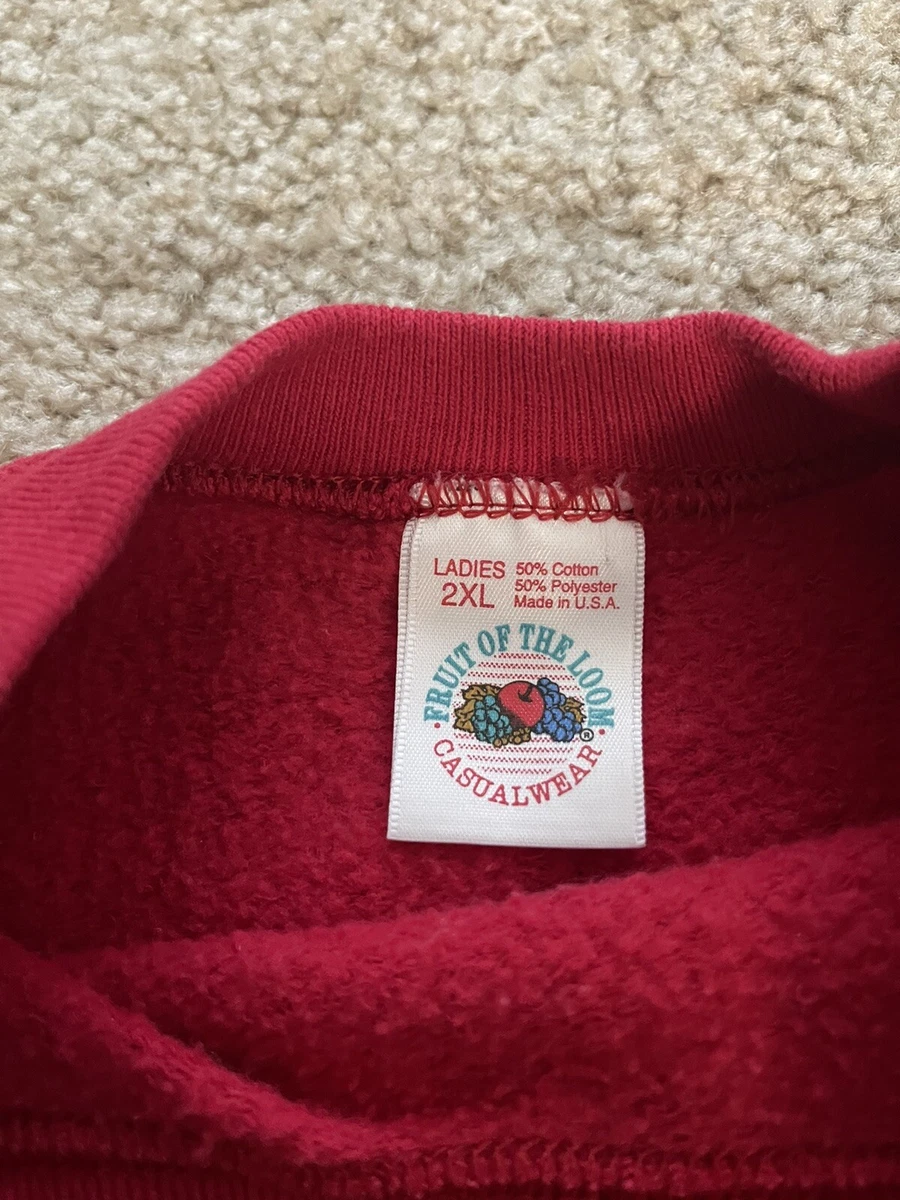 LADIES
2XL
50% Cotton
50% Polyester
Made in U.S.A.
FRUIT OF THE LOOM
®
• CASUALWEAR •